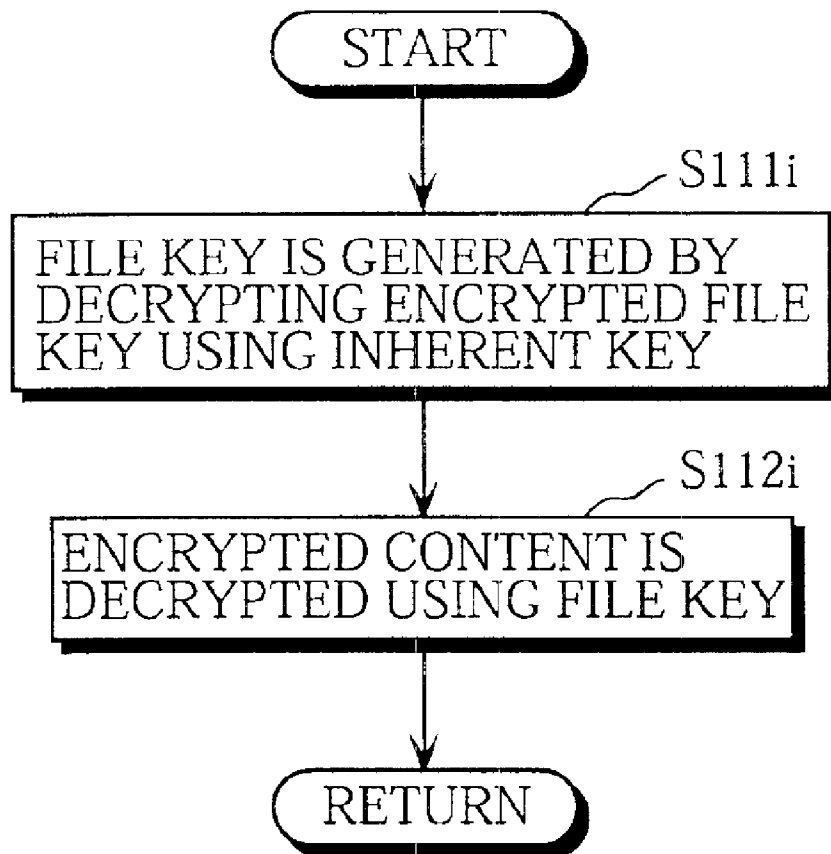 START
S111i
FILE KEY IS GENERATED BY
DECRYPTING ENCRYPTED FILE
KEY USING INHERENT KEY
S112i
ENCRYPTED CONTENT IS
DECRYPTED USING FILE KEY
RETURN